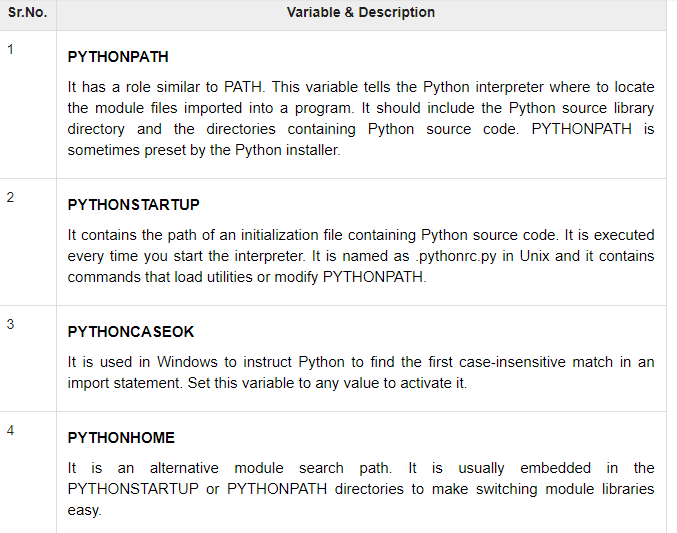 Sr.No. Variable & Description
1
PYTHONPATH
It has a role similar to PATH. This variable tells the Python interpreter where to locate
the module files imported into a program. It should include the Python source library
directory and the directories containing Python source code. PYTHONPATH is
sometimes preset by the Python installer.
2
PYTHONSTARTUP
It contains the path of an initialization file containing Python source code. It is executed
every time you start the interpreter. It is named as .pythonrc.py in Unix and it contains
commands that load utilities or modify PYTHONPATH.
3
PYTHONCASEOK
It is used in Windows to instruct Python to find the first case-insensitive match in an
import statement. Set this variable to any value to activate it.
4
PYTHONHOME
It is an alternative module search path. It is usually embedded in the
PYTHONSTARTUP or PYTHONPATH directories to make switching module libraries
easy.